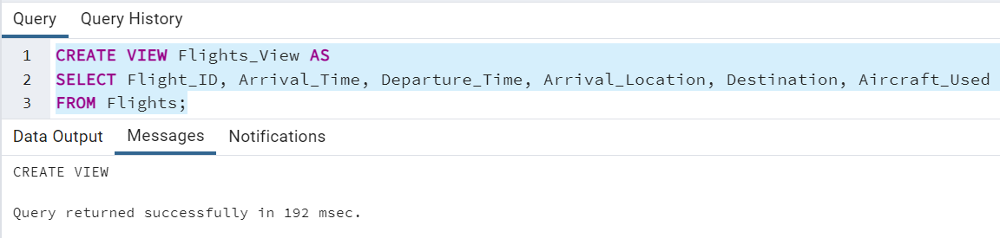 Query Query History
1 CREATE VIEW Flights_View AS
2 SELECT Flight_ID, Arrival_Time, Departure_Time, Arrival_Location, Destination, Aircraft_Used
3 FROM Flights;
Data Output Messages Notifications
CREATE VIEW
Query returned successfully in 192 msec.